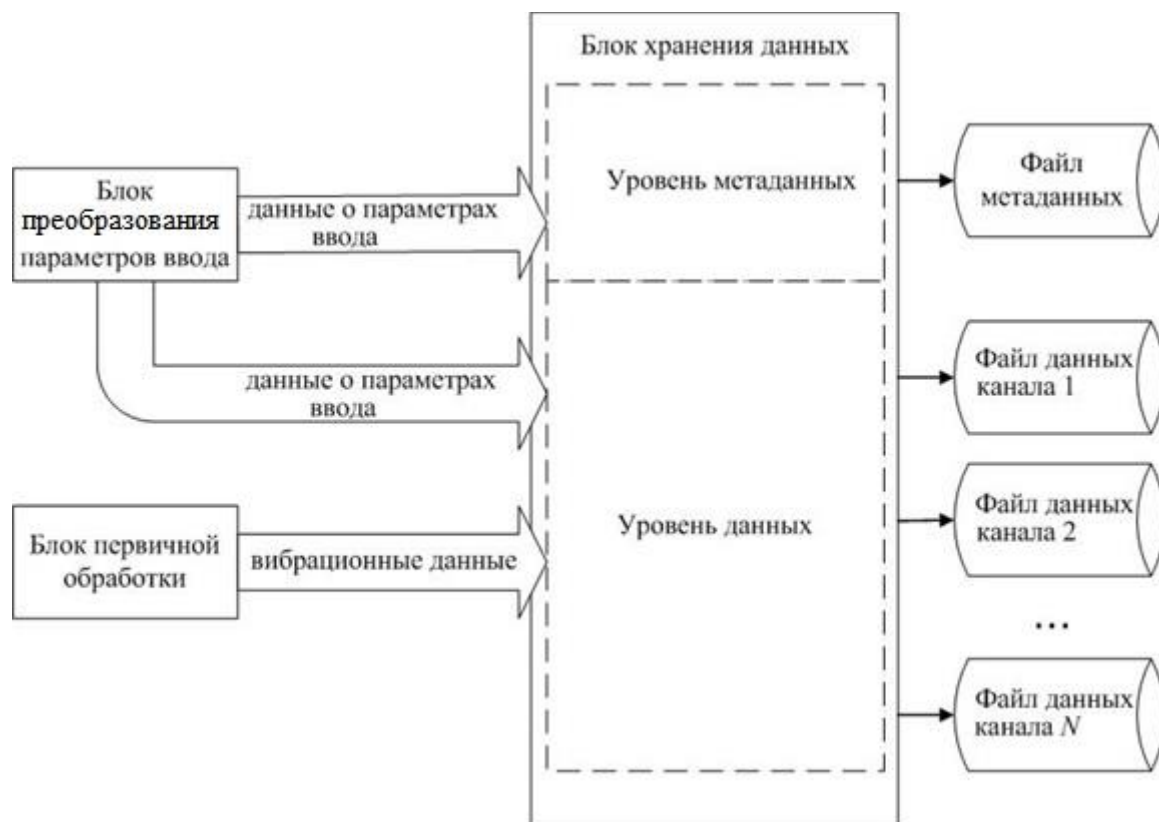 Блок хранения данных
Блок
преобразования
параметров ввода
данные о параметрах
ввода
Уровень метаданных
Файл
метаданных
данные о параметрах
ввода
Файл данных
канала 1
Блок первичной
обработки
вибрационные данные
Уровень данных
Файл данных
канала 2
...
Файл данных
канала N